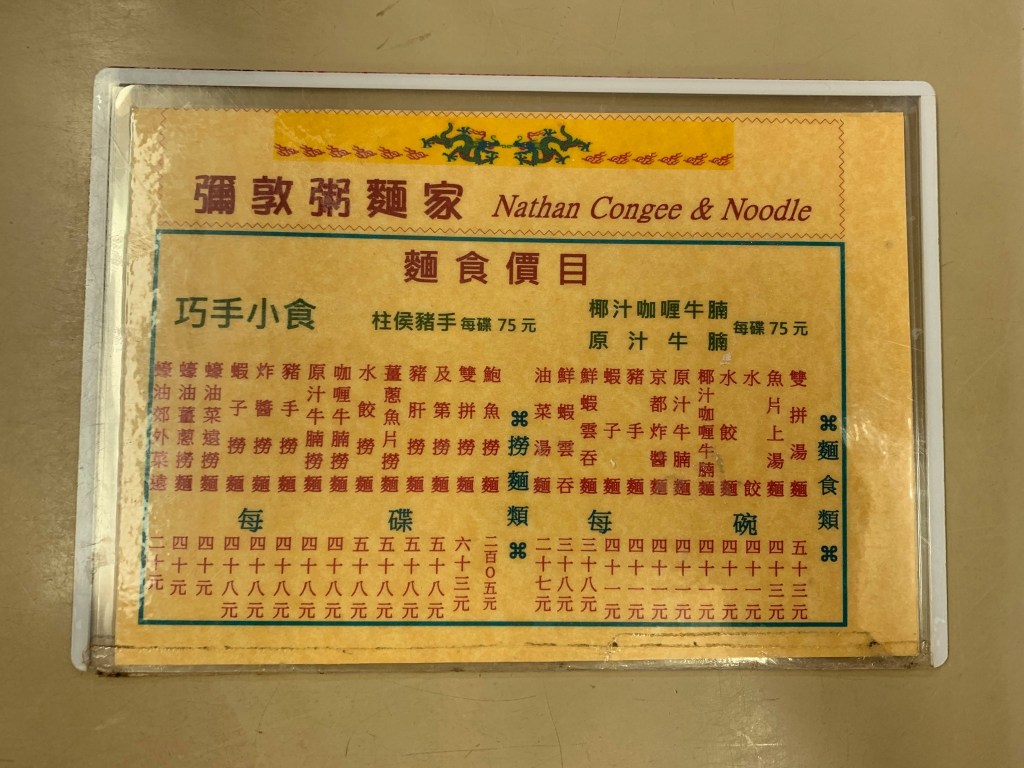 彌敦粥麵家 Nathan Congee & Noodle
麵食價目
巧手小食
柱侯豬手 每碟 75 元
椰汁咖喱牛腩
原汁牛腩
每碟 75 元
⌘麵食類⌘
每碗
雙拼湯麵 五十三元
魚片上湯麵 四十三元
水餃 四十一元
水餃麵 四十一元
椰汁咖喱牛腩麵 四十一元
原汁牛腩麵 四十一元
京都炸醬麵 四十一元
豬手麵 四十一元
蝦子麵 四十一元
鮮蝦雲吞麵 三十八元
鮮蝦雲吞 三十八元
油菜湯麵 二十七元
⌘撈麵類⌘
每碟
鮑魚撈麵 二百0五元
雙拼撈麵 六十三元
及第撈麵 五十八元
豬肝撈麵 五十八元
薑蔥魚片撈麵 五十八元
水餃撈麵 五十八元
咖喱牛腩撈麵 四十八元
原汁牛腩撈麵 四十八元
豬手撈麵 四十八元
炸醬撈麵 四十八元
蝦子撈麵 四十八元
蠔油菜遠撈麵 四十元
蠔油薑蔥撈麵 四十元
蠔油郊外菜遠 二十元